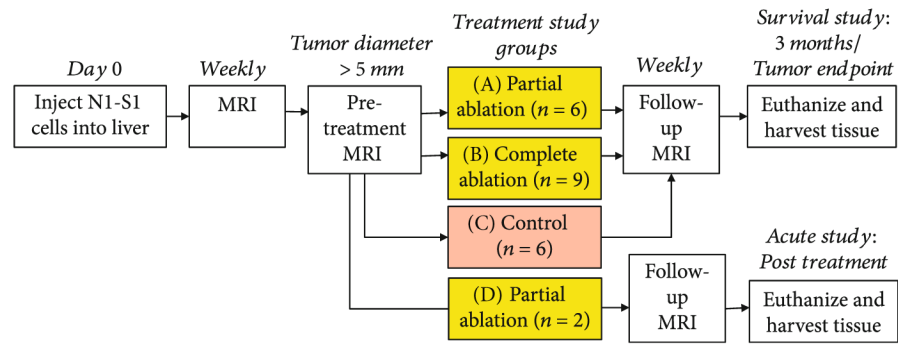 Day 0
Inject N1-S1
cells into liver
Weekly
MRI
Tumor diameter
> 5 mm
Pre-
treatment
MRI
Treatment study
groups
(A) Partial
ablation (n = 6)
(B) Complete
ablation (n = 9)
(C) Control
(n = 6)
(D) Partial
ablation (n = 2)
Weekly
Follow-
up
MRI
Survival study:
3 months/
Tumor endpoint
Euthanize and
harvest tissue
Follow-
up
MRI
Acute study:
Post treatment
Euthanize and
harvest tissue